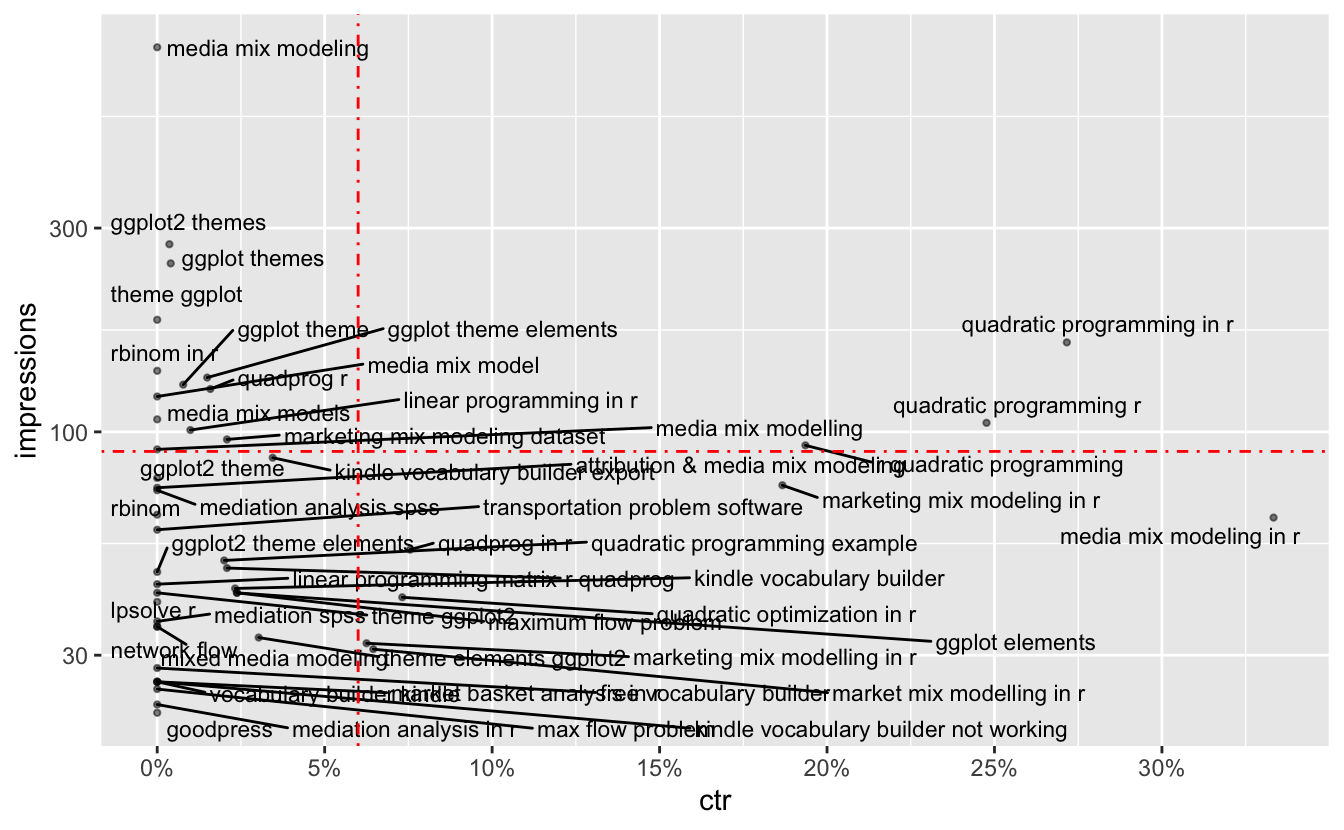 media mix modeling
ggplot2 themes
300
ggplot themes
theme ggplot
quadratic programming in r
ggplot theme
ggplot theme elements
rbinom in r
media mix model
quadprog r
linear programming in r
quadratic programming r
media mix models
media mix modelling
100
marketing mix modeling dataset
attribution & media mix modeling
quadratic programming
ggplot2 theme
kindle vocabulary builder export
marketing mix modeling in r
rbinom
mediation analysis spss
transportation problem software
media mix modeling in r
ggplot2 theme elements
quadprog in r
quadratic programming example
linear programming matrix r
quadprog
kindle vocabulary builder
lpsolve r
mediation spss
theme ggplot2
quadratic optimization in r
maximum flow problem
ggplot elements
network flow
30
mixed media modeling
theme elements ggplot2
marketing mix modelling in r
vocabulary builder kindle
market basket analysis in r
free vocabulary builder
market mix modelling in r
goodpress
mediation analysis in r
max flow problem
kindle vocabulary builder not working
0%
5%
10%
15%
20%
25%
30%
ctr
impressions